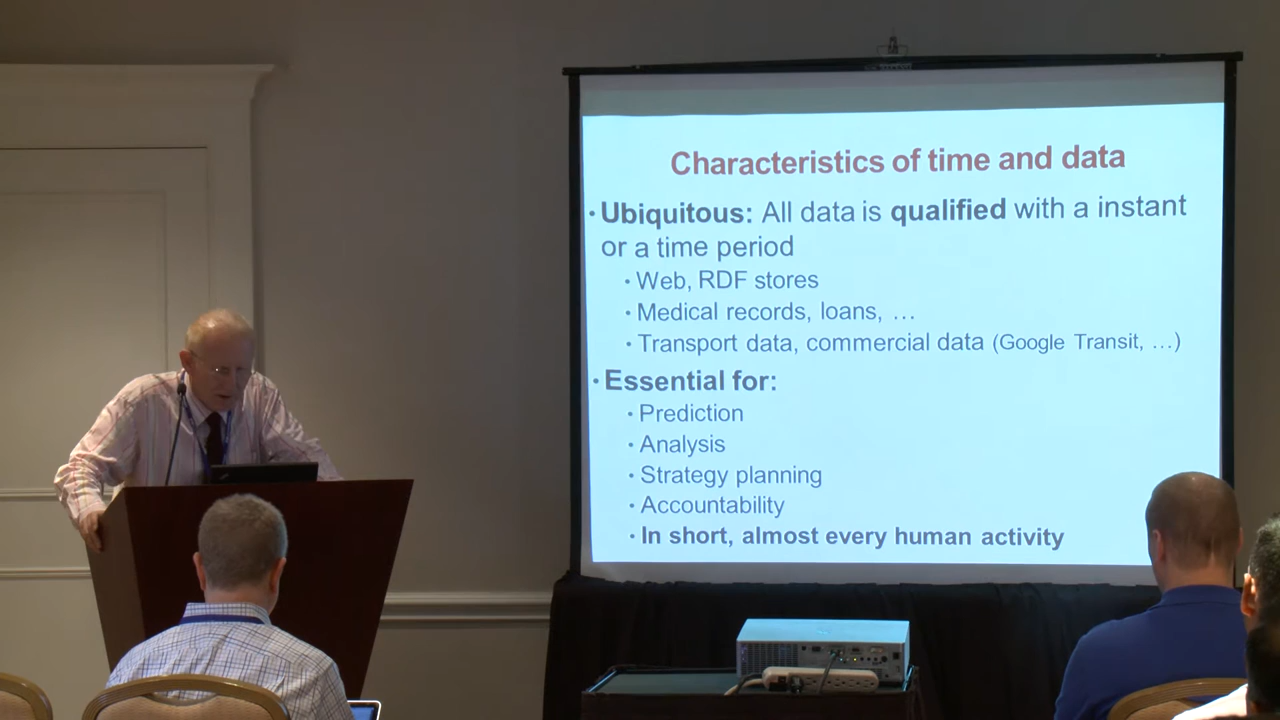 Characteristics of time and data
• Ubiquitous: All data is qualified with a instant
or a time period
• Web, RDF stores
• Medical records, loans, …
• Transport data, commercial data (Google Transit, …)
• Essential for:
• Prediction
• Analysis
• Strategy planning
• Accountability
• In short, almost every human activity